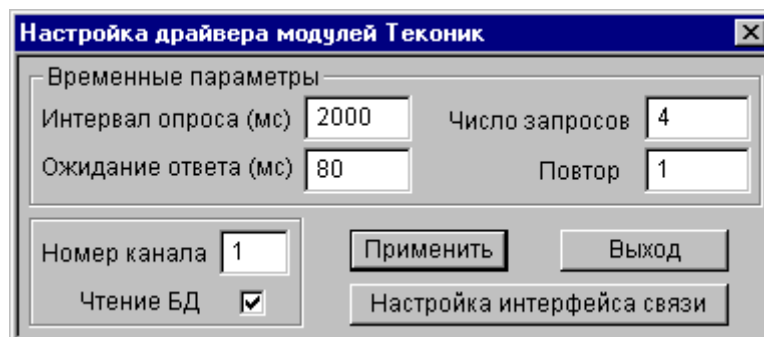 Настройка драйвера модулей Теконик
Временные параметры
Интервал опроса (мс) 2000 Число запросов 4
Ожидание ответа (мс) 80 Повтор 1
Номер канала 1 Применить Выход
Чтение БД Настройка интерфейса связи